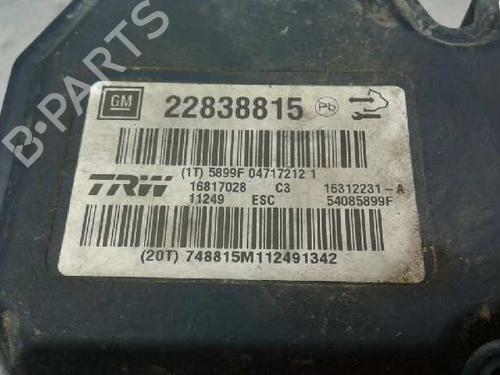 GM 22838815 Pb
(1T) 5899F 04717212 1
TRW 16817028 C3 16312231-A
11249 ESC 54085899F
(20T) 748815M112491342
B-PARTS